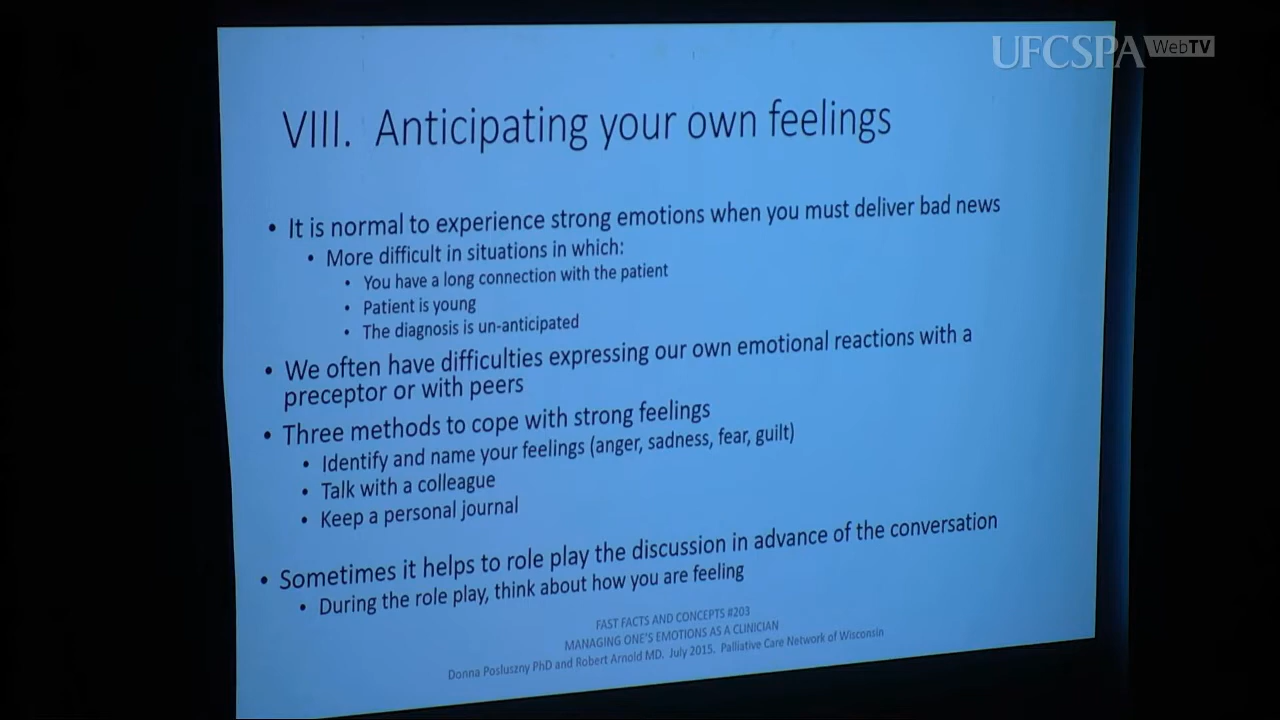 UFCSPA WebTV
VIII. Anticipating your own feelings
• It is normal to experience strong emotions when you must deliver bad news
• More difficult in situations in which:
• You have a long connection with the patient
• Patient is young
• The diagnosis is un-anticipated
• We often have difficulties expressing our own emotional reactions with a
preceptor or with peers
• Three methods to cope with strong feelings
• Identify and name your feelings (anger, sadness, fear, guilt)
• Talk with a colleague
• Keep a personal journal
• Sometimes it helps to role play the discussion in advance of the conversation
• During the role play, think about how you are feeling
FAST FACTS AND CONCEPTS #203
MANAGING ONE'S EMOTIONS AS A CLINICIAN
Donna Posluszny PhD and Robert Arnold MD. July 2015. Palliative Care Network of Wisconsin